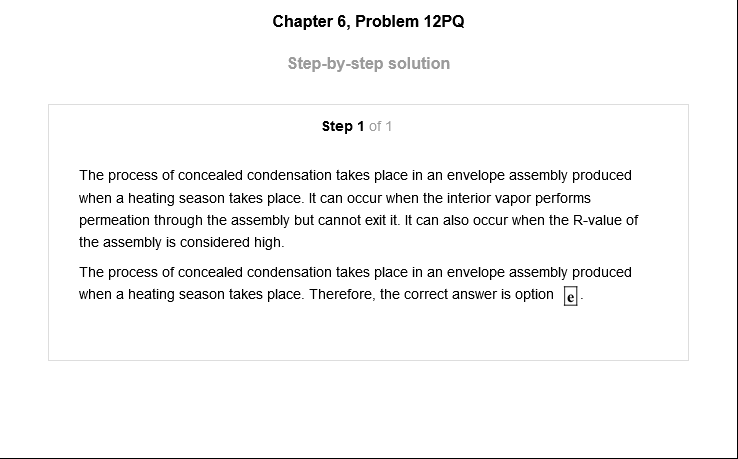 Chapter 6, Problem 12PQ
Step-by-step solution
Step 1 of 1
The process of concealed condensation takes place in an envelope assembly produced
when a heating season takes place. It can occur when the interior vapor performs
permeation through the assembly but cannot exit it. It can also occur when the R-value of
the assembly is considered high.
The process of concealed condensation takes place in an envelope assembly produced
when a heating season takes place. Therefore, the correct answer is option e.